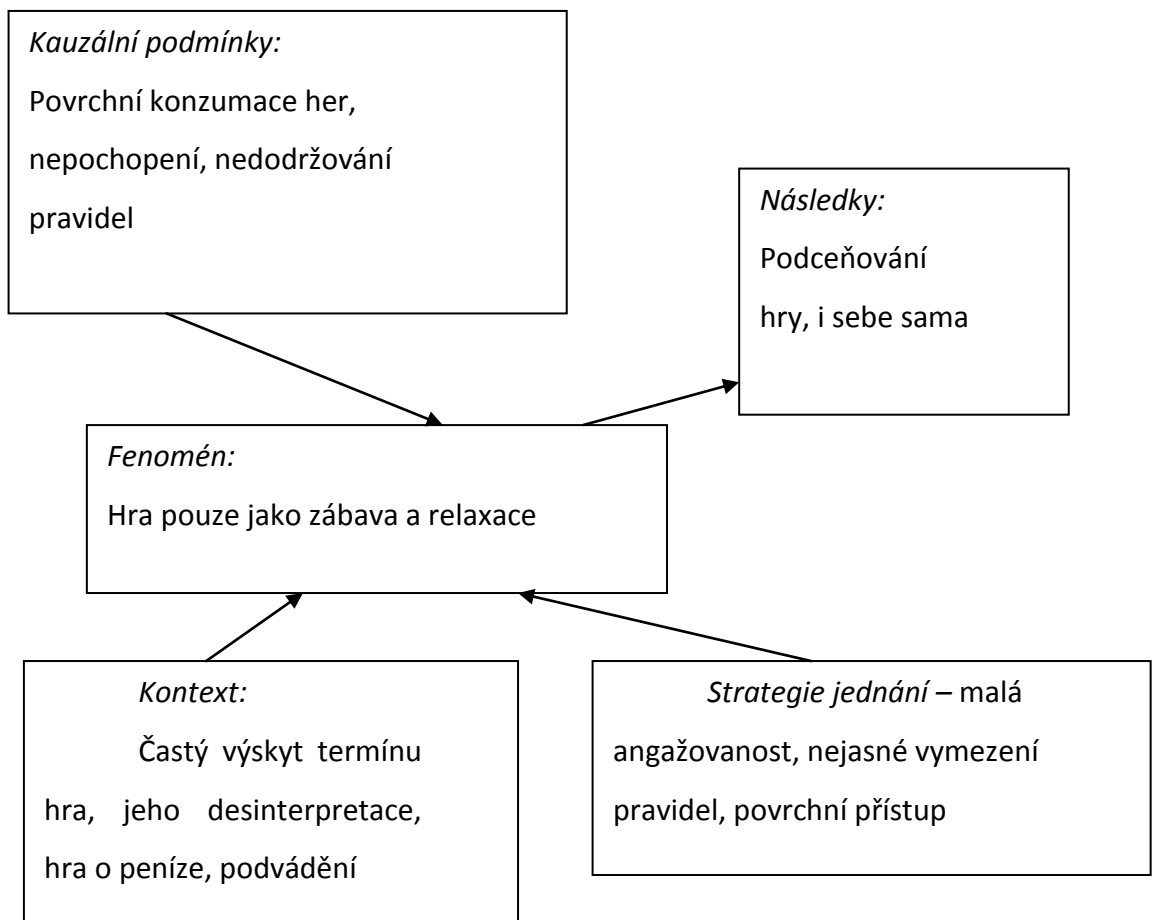 Kauzální podmínky:
Povrchní konzumace her,
nepochopení, nedodržování
pravidel
Následky:
Podceňování
hry, i sebe sama
Fenomén:
Hra pouze jako zábava a relaxace
Kontext:
Častý výskyt termínu
hra, jeho desinterpretace,
hra o peníze, podvádění
Strategie jednání – malá
angažovanost, nejasné vymezení
pravidel, povrchní přístup